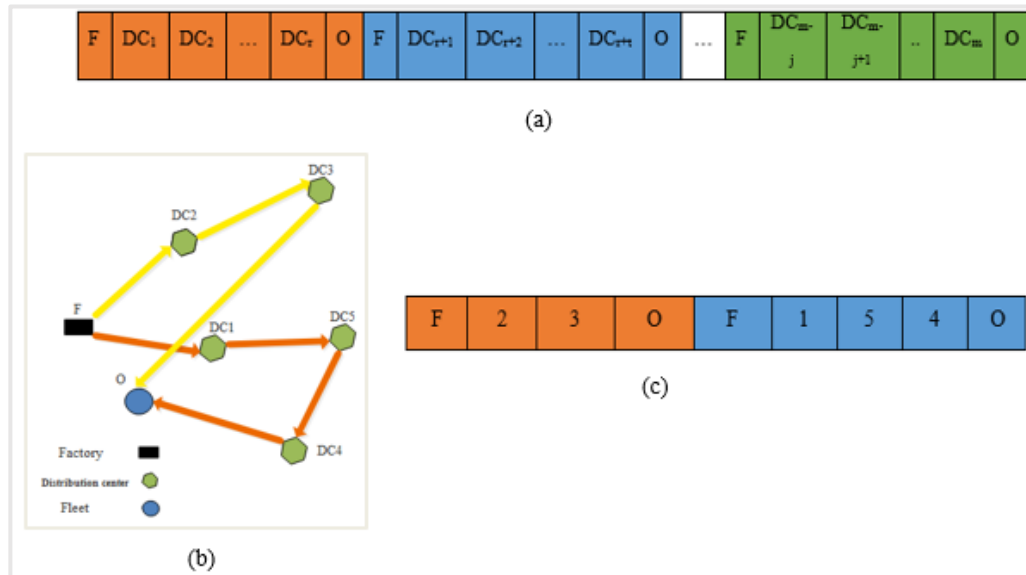 F DC₁ DC₂ ... DCᵣ O F DCᵣ₊₁ DCᵣ₊₂ ... DCᵣ₊ₜ O ... F DCm-j DCm-j+1 .. DCm O
(a)
DC3
DC2
F
DC1
DC5
O
DC4
Factory
Distribution center
Fleet
(b)
F 2 3 O F 1 5 4 O
(c)